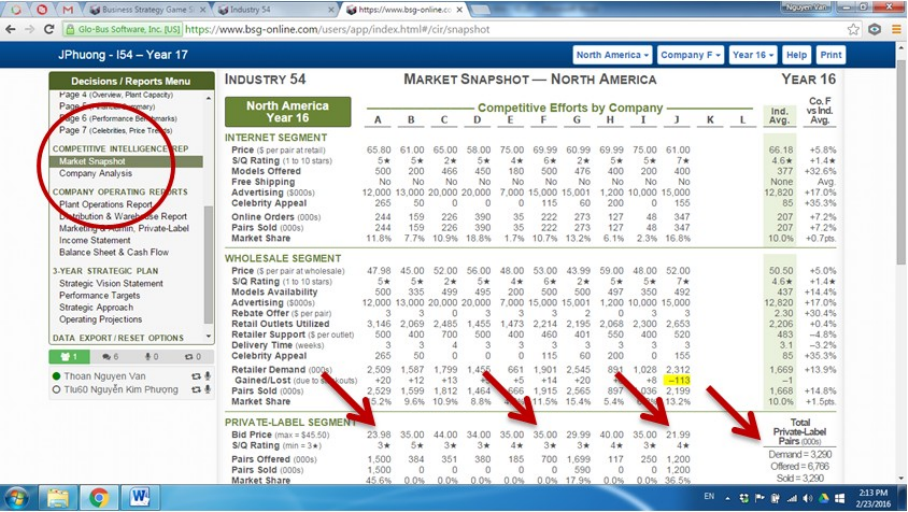 Business Strategy Game Si
Industry 54
https://www.bsg-online.co
Nguyen Van
Glo-Bus Software, Inc. [US] https://www.bsg-online.com/users/app/index.html#/cir/snapshot
JPhuong - I54 – Year 17
North America Company F Year 16 Help Print
Decisions / Reports Menu
Page 4 (Overview, Plant Capacity)
Page 6 (Performance Benchmarks)
Page 7 (Celebrities, Price Trends)
COMPETITIVE INTELLIGENCE REP
Market Snapshot
Company Analysis
COMPANY OPERATING REPORTS
Plant Operations Report
Distribution & Warehouse Report
Marketing & Admin, Private-Label
Income Statement
Balance Sheet & Cash Flow
3-YEAR STRATEGIC PLAN
Strategic Vision Statement
Performance Targets
Strategic Approach
Operating Projections
DATA EXPORT / RESET OPTIONS
1 6 0 0
Thoan Nguyen Van
Tlu60 Nguyễn Kim Phượng
INDUSTRY 54 MARKET SNAPSHOT — NORTH AMERICA YEAR 16
North America
Year 16
Competitive Efforts by Company
A B C D E F G H I J K L
Ind. Avg.
Co. F vs Ind. Avg.
INTERNET SEGMENT
Price ($ per pair at retail) 65.80 61.00 65.00 58.00 75.00 69.99 60.99 69.99 75.00 61.00 66.18 +5.8%
S/Q Rating (1 to 10 stars) 5★ 5★ 2★ 5★ 4★ 6★ 2★ 5★ 5★ 7★ 4.6★ +1.4★
Models Offered 500 200 466 450 180 500 476 400 200 400 377 +32.6%
Free Shipping No No No No No No No No No No None Avg.
Advertising ($000s) 12,000 13,000 20,000 20,000 7,000 15,000 15,001 1,200 10,000 15,000 12,820 +17.0%
Celebrity Appeal 265 50 0 0 0 115 60 200 0 155 85 +35.3%
Online Orders (000s) 244 159 226 390 35 222 273 127 48 347 207 +7.2%
Pairs Sold (000s) 244 159 226 390 35 222 273 127 48 347 207 +7.2%
Market Share 11.8% 7.7% 10.9% 18.8% 1.7% 10.7% 13.2% 6.1% 2.3% 16.8% 10.0% +0.7pts.
WHOLESALE SEGMENT
Price ($ per pair at wholesale) 47.98 45.00 52.00 56.00 48.00 53.00 43.99 59.00 48.00 52.00 50.50 +5.0%
S/Q Rating (1 to 10 stars) 5★ 5★ 2★ 5★ 4★ 6★ 2★ 5★ 5★ 7★ 4.6★ +1.4★
Models Availability 500 335 499 495 200 500 500 497 350 492 437 +14.4%
Advertising ($000s) 12,000 13,000 20,000 20,000 7,000 15,000 15,001 1,200 10,000 15,000 12,820 +17.0%
Rebate Offer ($ per pair) 3 3 0 3 3 3 2 0 3 3 2.30 +30.4%
Retail Outlets Utilized 3,146 2,069 2,485 1,455 1,473 2,214 2,195 2,068 2,300 2,653 2,206 +0.4%
Retailer Support ($ per outlet) 500 400 700 500 400 460 401 550 400 520 483 –4.8%
Delivery Time (weeks) 3 3 4 3 3 3 3 3 3 3 3.1 –3.2%
Celebrity Appeal 265 50 0 0 0 115 60 200 0 155 85 +35.3%
Retailer Demand (000s) 2,509 1,587 1,799 661 1,901 2,545 1,028 2,312 1,669 +13.9%
Gained/Lost (due to stockouts) +20 +12 +13 +5 +14 +20 +8 –113 –1
Pairs Sold (000s) 2,529 1,599 1,812 1,464 666 1,915 2,565 897 2,199 1,668 +14.8%
Market Share 9.6% 10.9% 8.8% 11.5% 15.4% 5.4% 13.2% 10.0% +1.5pts.
PRIVATE-LABEL SEGMENT
Bid Price (max = $45.50) 23.98 35.00 44.00 34.00 35.00 35.00 29.99 40.00 35.00 21.99
S/Q Rating (min = 3★) 3★ 5★ 3★ 3★ 4★ 3★ 3★ 4★ 3★ 4★
Pairs Offered (000s) 1,500 384 351 380 185 700 1,699 117 250 1,200
Pairs Sold (000s) 1,500 0 0 0 0 0 590 0 0 1,200
Market Share 45.6% 0.0% 0.0% 0.0% 0.0% 0.0% 17.9% 0.0% 0.0% 36.5%
Total
Private-Label
Pairs (000s)
Demand = 3,290
Offered = 6,766
Sold = 3,290
EN
2:13 PM
2/23/2016